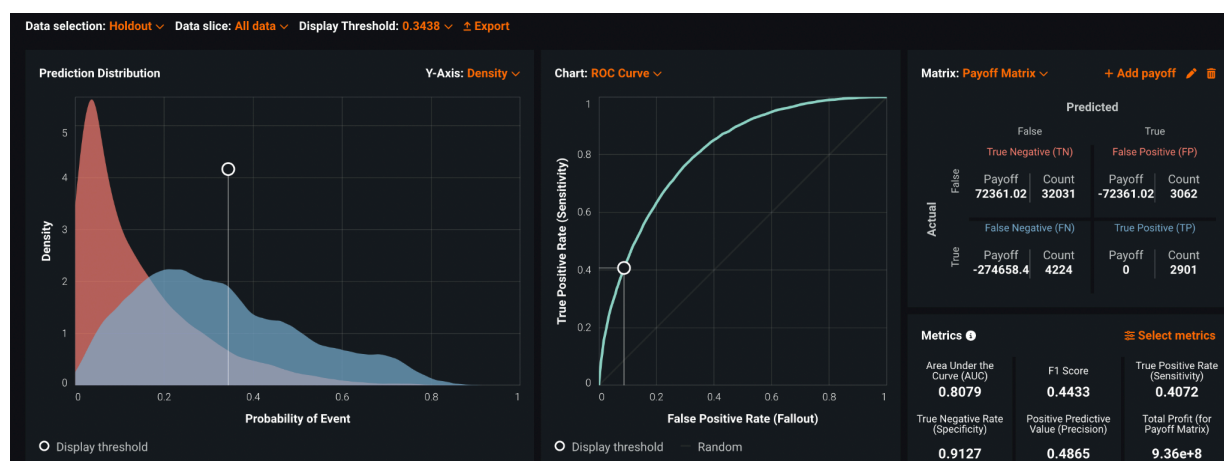 Data selection: Holdout Data slice: All data Display Threshold: 0.3438 Export
Prediction Distribution
Y-Axis: Density
5
4
3
2
1
0
Density
0
0.2
0.4
0.6
0.8
1
Probability of Event
Display threshold
Chart: ROC Curve
1
0.8
0.6
0.4
0.2
0
True Positive Rate (Sensitivity)
0
0.2
0.4
0.6
0.8
1
False Positive Rate (Fallout)
Display threshold
Random
Matrix: Payoff Matrix
+ Add payoff
Predicted
False
True
Actual
False
True Negative (TN)
Payoff Count
72361.02 32031
False Positive (FP)
Payoff Count
-72361.02 3062
True
False Negative (FN)
Payoff Count
-274658.4 4224
True Positive (TP)
Payoff Count
0 2901
Metrics
Select metrics
Area Under the
Curve (AUC)
0.8079
F1 Score
0.4433
True Positive Rate
(Sensitivity)
0.4072
True Negative Rate
(Specificity)
0.9127
Positive Predictive
Value (Precision)
0.4865
Total Profit (for
Payoff Matrix)
9.36e+8